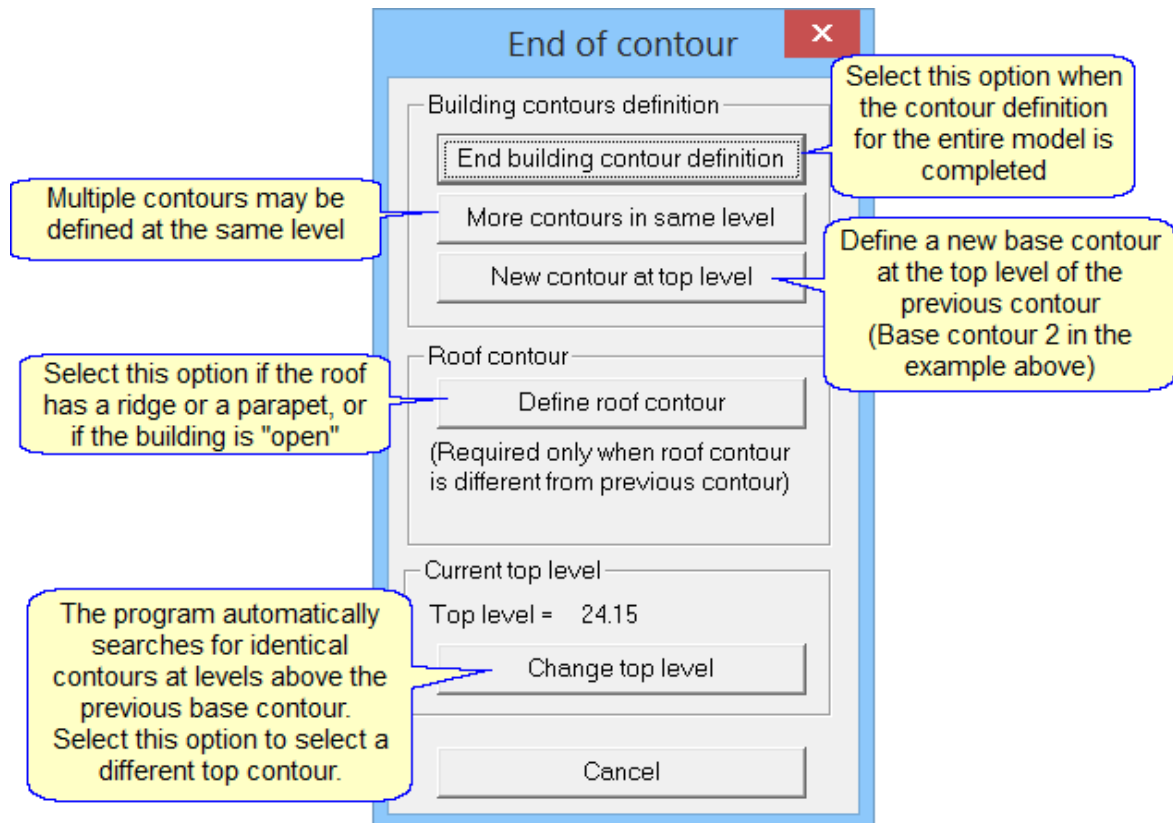 End of contour
Building contours definition
End building contour definition
Select this option when
the contour definition
for the entire model is
completed
Multiple contours may be
defined at the same level
More contours in same level
New contour at top level
Define a new base contour
at the top level of the
previous contour
(Base contour 2 in the
example above)
Roof contour
Select this option if the roof
has a ridge or a parapet, or
if the building is "open"
Define roof contour
(Required only when roof contour
is different from previous contour)
Current top level
Top level = 24.15
The program automatically
searches for identical
contours at levels above the
previous base contour.
Select this option to select a
different top contour.
Change top level
Cancel